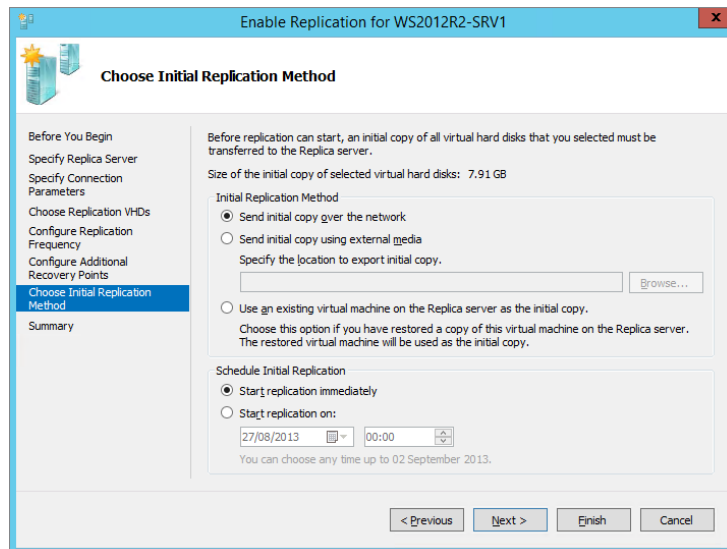 Enable Replication for WS2012R2-SRV1
x
Choose Initial Replication Method
Before You Begin
Specify Replica Server
Specify Connection
Parameters
Choose Replication VHDs
Configure Replication
Frequency
Configure Additional
Recovery Points
Choose Initial Replication
Method
Summary
Before replication can start, an initial copy of all virtual hard disks that you selected must be
transferred to the Replica server.
Size of the initial copy of selected virtual hard disks: 7.91 GB
Initial Replication Method
Send initial copy over the network
Send initial copy using external media
Specify the location to export initial copy.
Browse...
Use an existing virtual machine on the Replica server as the initial copy.
Choose this option if you have restored a copy of this virtual machine on the Replica server.
The restored virtual machine will be used as the initial copy.
Schedule Initial Replication
Start replication immediately
Start replication on:
27/08/2013 00:00
You can choose any time up to 02 September 2013.
< Previous Next > Finish Cancel